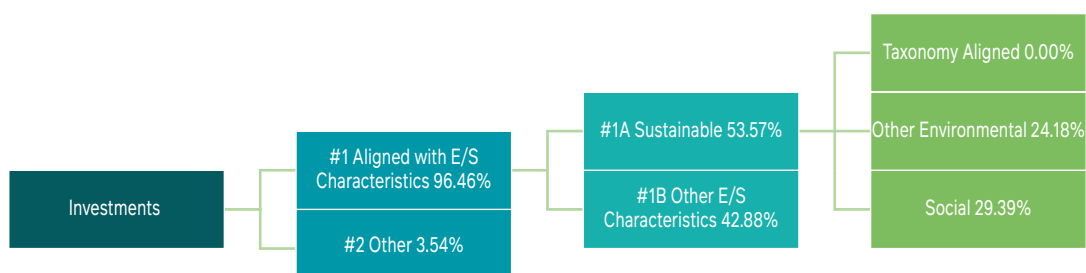 Investments
#1 Aligned with E/S
Characteristics 96.46%
#2 Other 3.54%
#1A Sustainable 53.57%
#1B Other E/S
Characteristics 42.88%
Taxonomy Aligned 0.00%
Other Environmental 24.18%
Social 29.39%